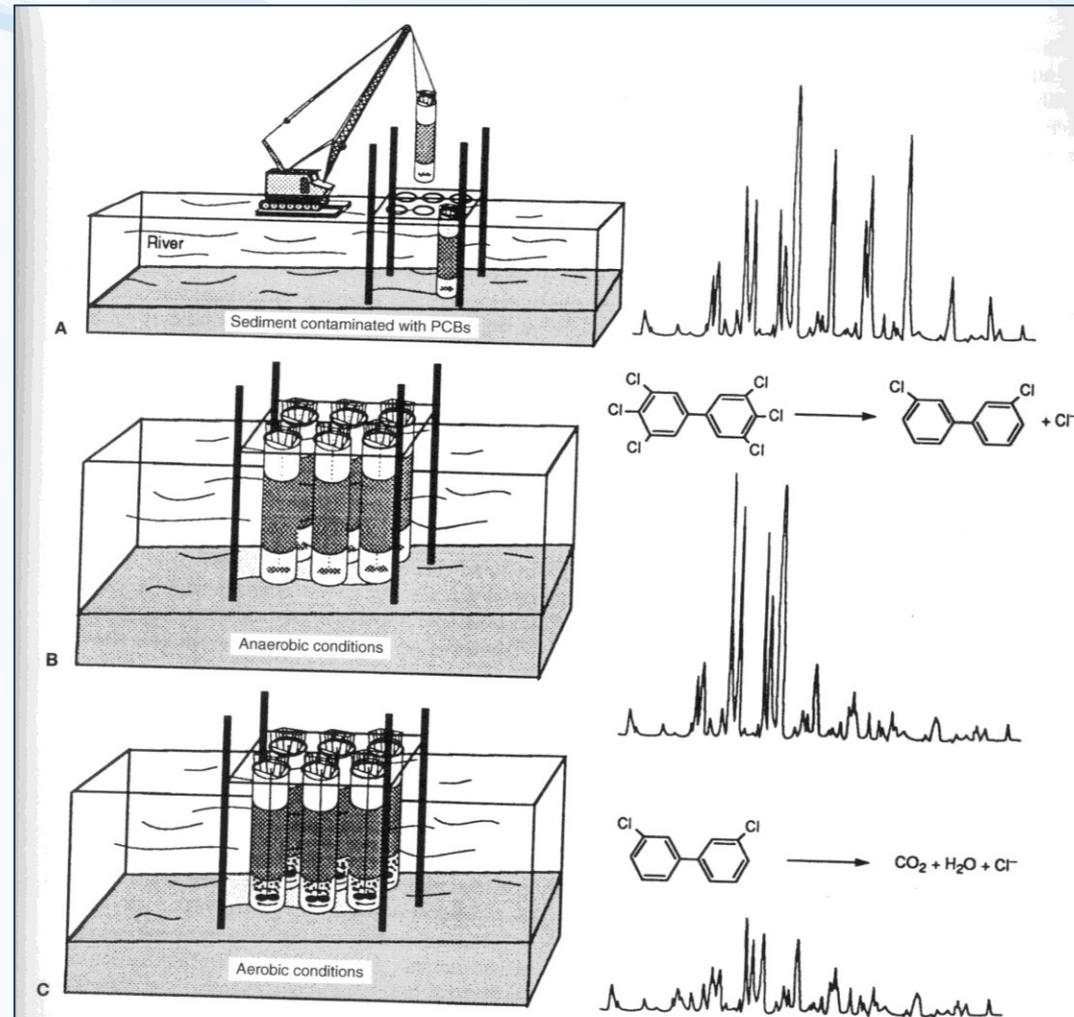 River
Sediment contaminated with PCBs
A
Cl
Cl
Cl
Cl
Cl
Cl
Cl
Cl
+ Cl⁻
Anaerobic conditions
B
Cl
Cl
CO₂ + H₂O + Cl⁻
Aerobic conditions
C